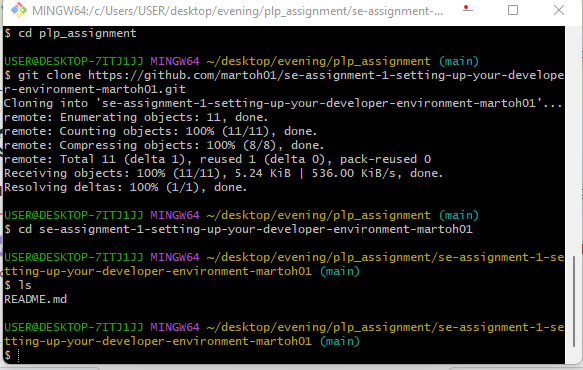 MINGW64:/c/Users/USER/desktop/evening/plp_assignment/se-assignment-...
$ cd plp_assignment
USER@DESKTOP-7ITJ1JJ MINGW64 ~/desktop/evening/plp_assignment (main)
$ git clone https://github.com/martoh01/se-assignment-1-setting-up-your-develope
r-environment-martoh01.git
Cloning into 'se-assignment-1-setting-up-your-developer-environment-martoh01'...
remote: Enumerating objects: 11, done.
remote: Counting objects: 100% (11/11), done.
remote: Compressing objects: 100% (8/8), done.
remote: Total 11 (delta 1), reused 1 (delta 0), pack-reused 0
Receiving objects: 100% (11/11), 5.24 KiB | 536.00 KiB/s, done.
Resolving deltas: 100% (1/1), done.
USER@DESKTOP-7ITJ1JJ MINGW64 ~/desktop/evening/plp_assignment (main)
$ cd se-assignment-1-setting-up-your-developer-environment-martoh01
USER@DESKTOP-7ITJ1JJ MINGW64 ~/desktop/evening/plp_assignment/se-assignment-1-se
tting-up-your-developer-environment-martoh01 (main)
$ ls
README.md
USER@DESKTOP-7ITJ1JJ MINGW64 ~/desktop/evening/plp_assignment/se-assignment-1-se
tting-up-your-developer-environment-martoh01 (main)
$